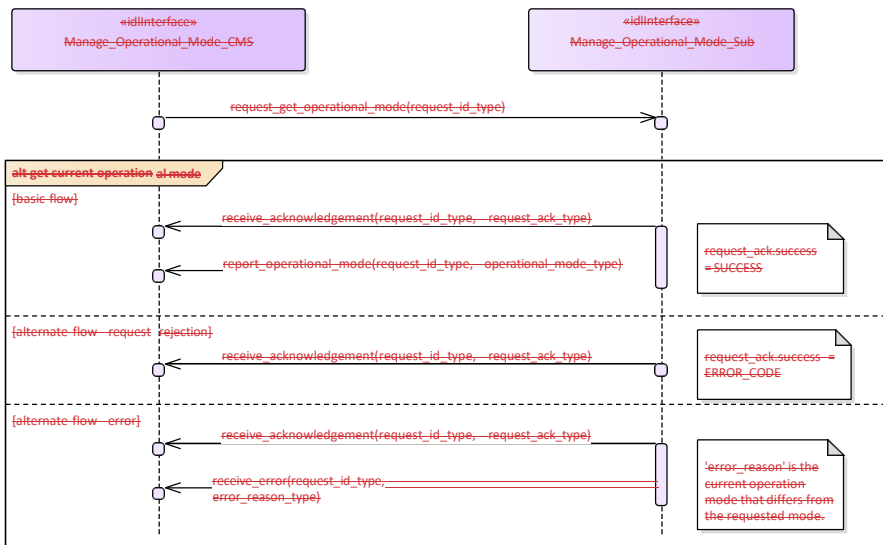 «idlInterface»
Manage_Operational_Mode_CMS
«idlInterface»
Manage_Operational_Mode_Sub
request_get_operational_mode(request_id_type)
alt get current operation al mode
[basic flow]
receive_acknowledgement(request_id_type, request_ack_type)
request_ack.success
= SUCCESS
report_operational_mode(request_id_type, operational_mode_type)
[alternate flow - request rejection]
receive_acknowledgement(request_id_type, request_ack_type)
request_ack.success =
ERROR_CODE
[alternate flow - error]
receive_acknowledgement(request_id_type, request_ack_type)
receive_error(request_id_type,
error_reason_type)
'error_reason' is the
current operation
mode that differs from
the requested mode.